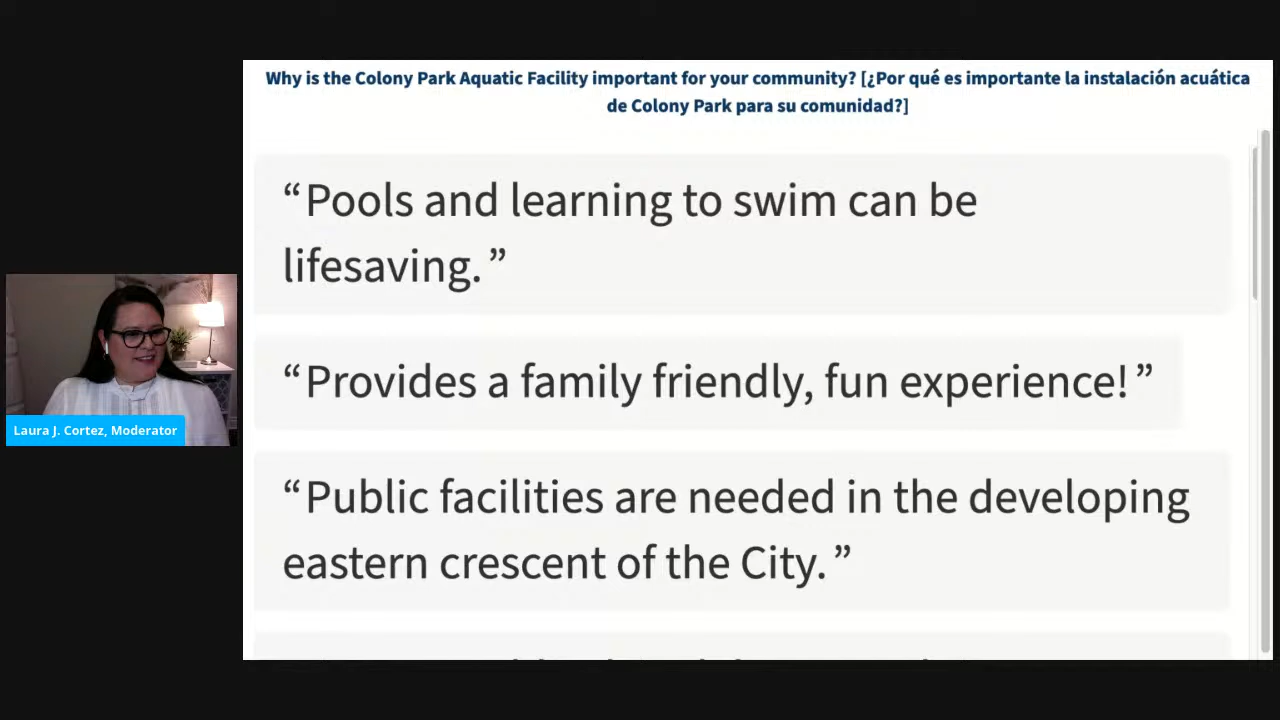 Why is the Colony Park Aquatic Facility important for your community? [¿Por qué es importante la instalación acuática
de Colony Park para su comunidad?]
“Pools and learning to swim can be
lifesaving.”
“Provides a family friendly, fun experience!”
Laura J. Cortez, Moderator
“Public facilities are needed in the developing
eastern crescent of the City.”